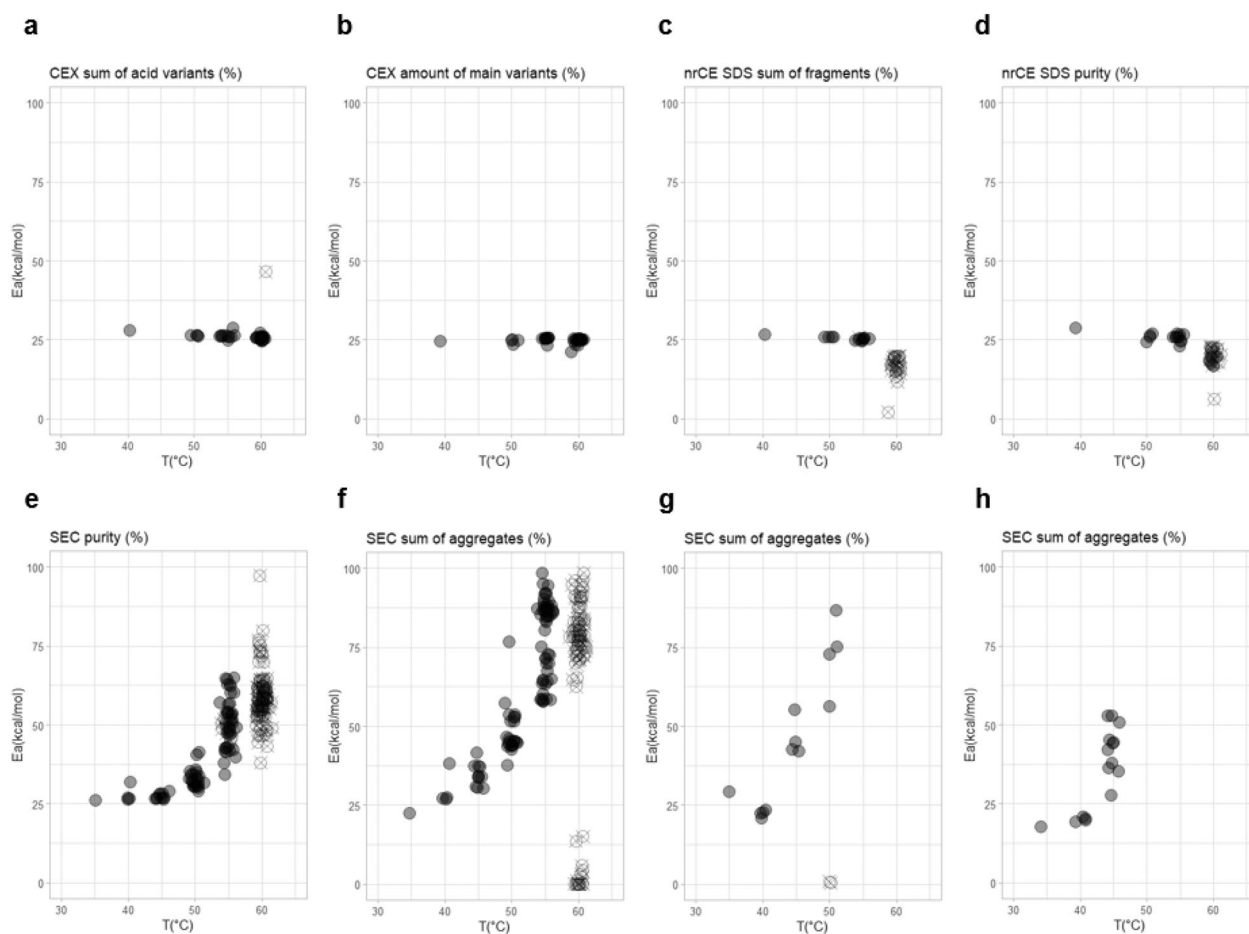 a
b
c
d
CEX sum of acid variants (%)
CEX amount of main variants (%)
nrCE SDS sum of fragments (%)
nrCE SDS purity (%)
100
75
50
25
0
Ea(kcal/mol)
30 40 50 60
T(°C)
100
75
50
25
0
Ea(kcal/mol)
30 40 50 60
T(°C)
100
75
50
25
0
Ea(kcal/mol)
30 40 50 60
T(°C)
100
75
50
25
0
Ea(kcal/mol)
30 40 50 60
T(°C)
e
f
g
h
SEC purity (%)
SEC sum of aggregates (%)
SEC sum of aggregates (%)
SEC sum of aggregates (%)
100
75
50
25
0
Ea(kcal/mol)
30 40 50 60
T(°C)
100
75
50
25
0
Ea(kcal/mol)
30 40 50 60
T(°C)
100
75
50
25
0
Ea(kcal/mol)
30 40 50 60
T(°C)
100
75
50
25
0
Ea(kcal/mol)
30 40 50 60
T(°C)